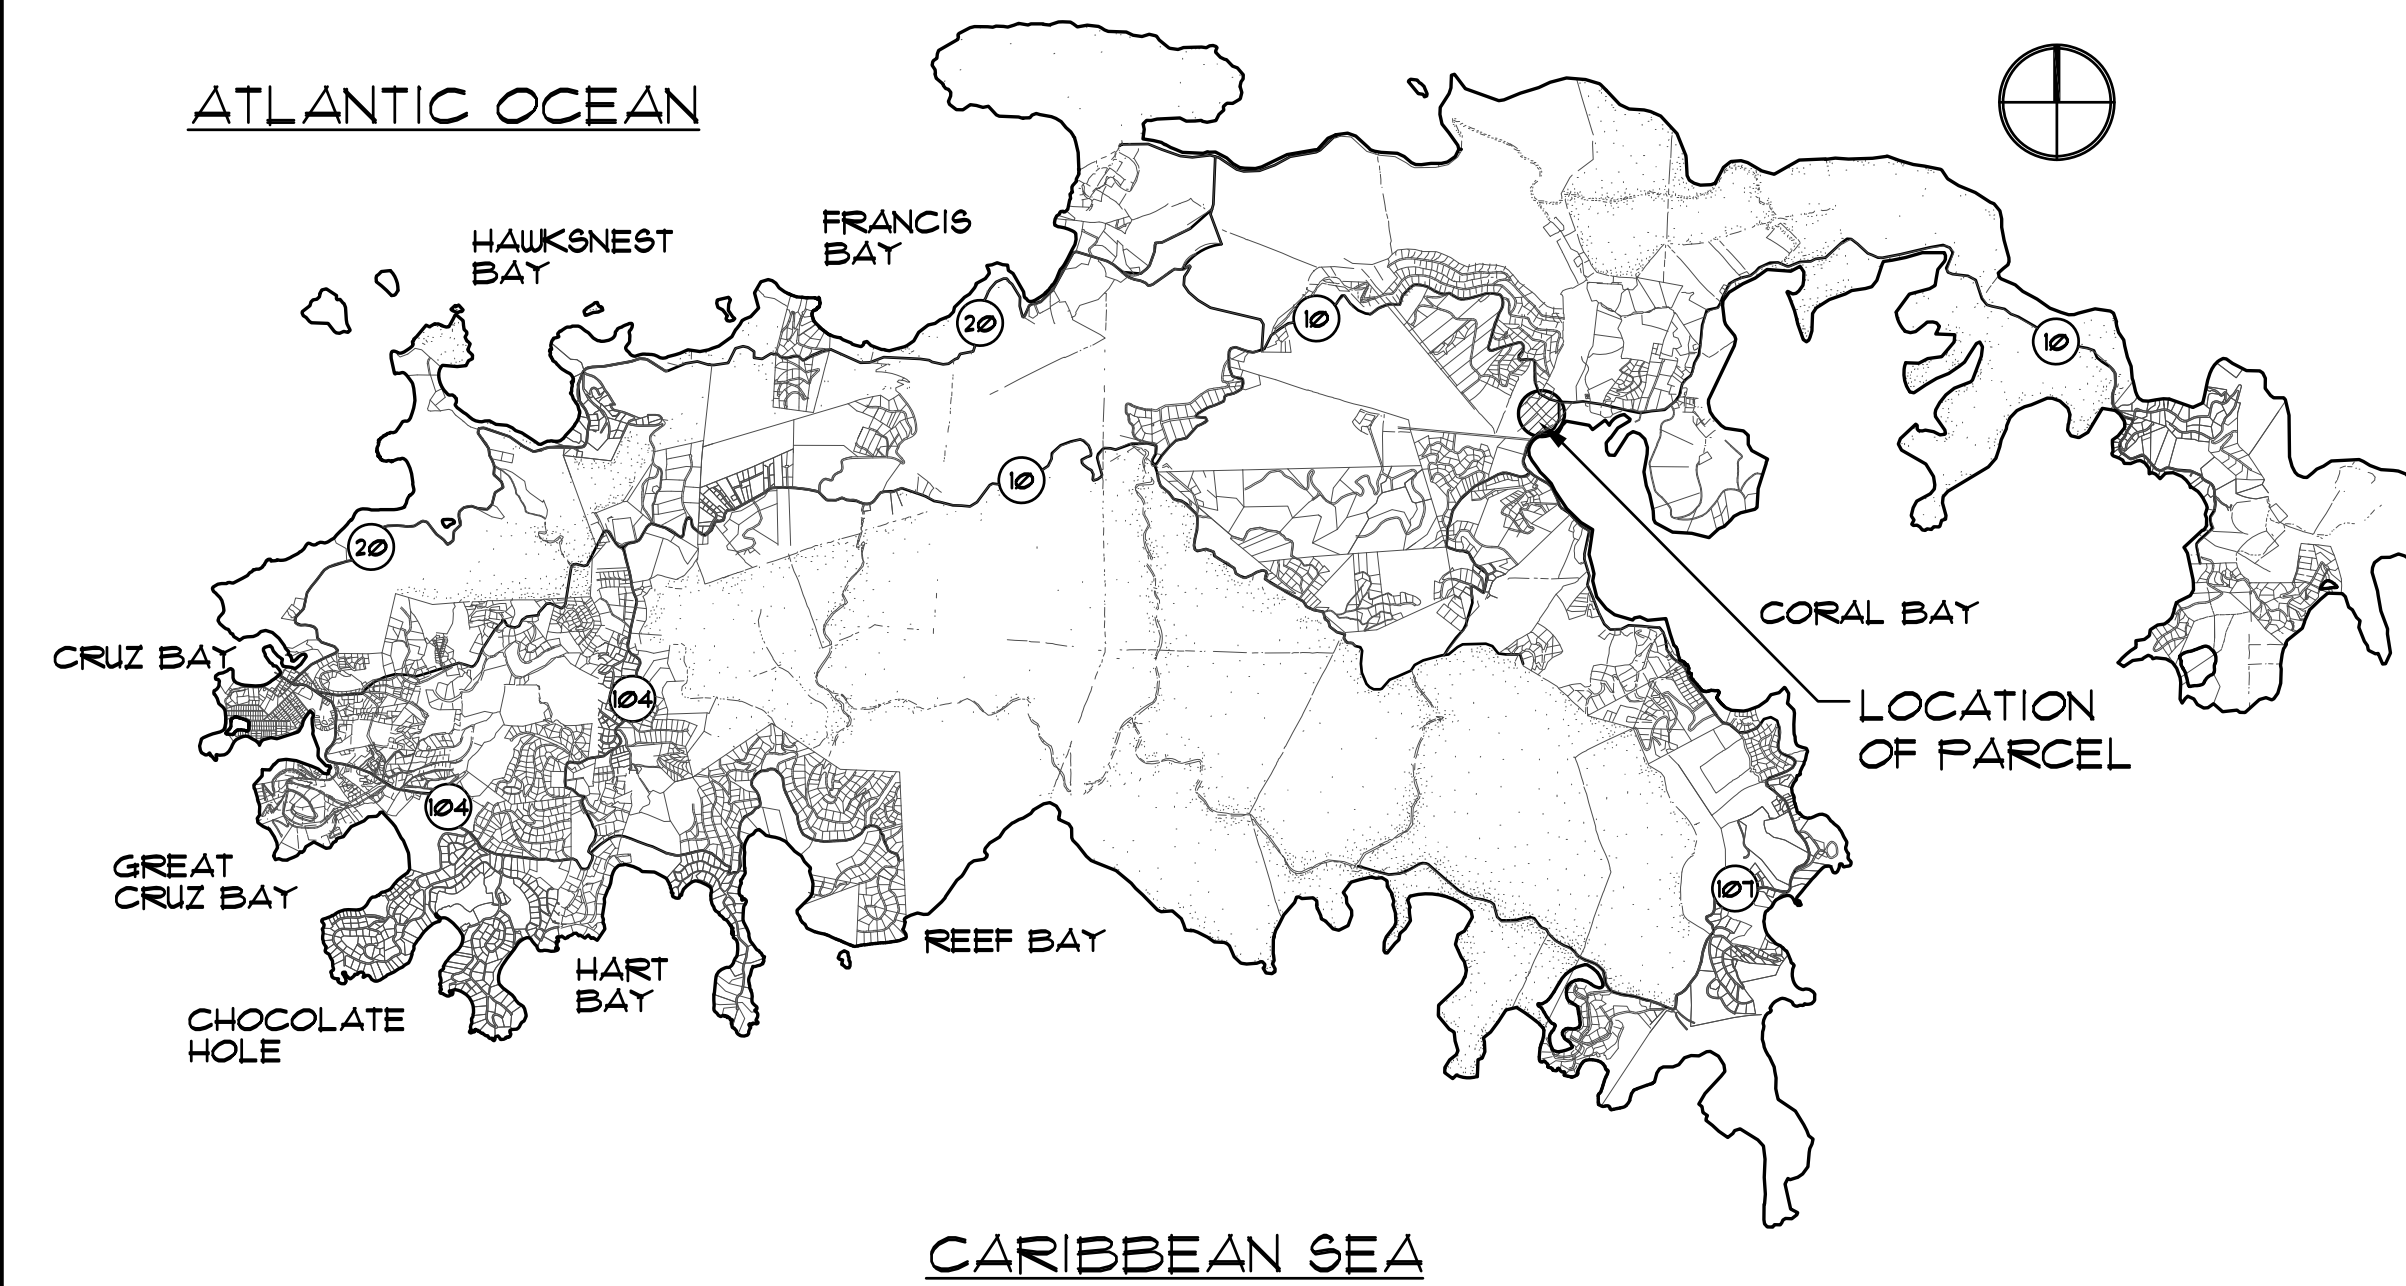 ATLANTIC OCEAN
HAWKSNEST
BAY
FRANCIS
BAY
20
10
10
10
20
CRUZ BAY
CORAL BAY
104
LOCATION
OF PARCEL
104
GREAT
CRUZ BAY
107
REEF BAY
HART
BAY
CHOCOLATE
HOLE
CARIBBEAN SEA